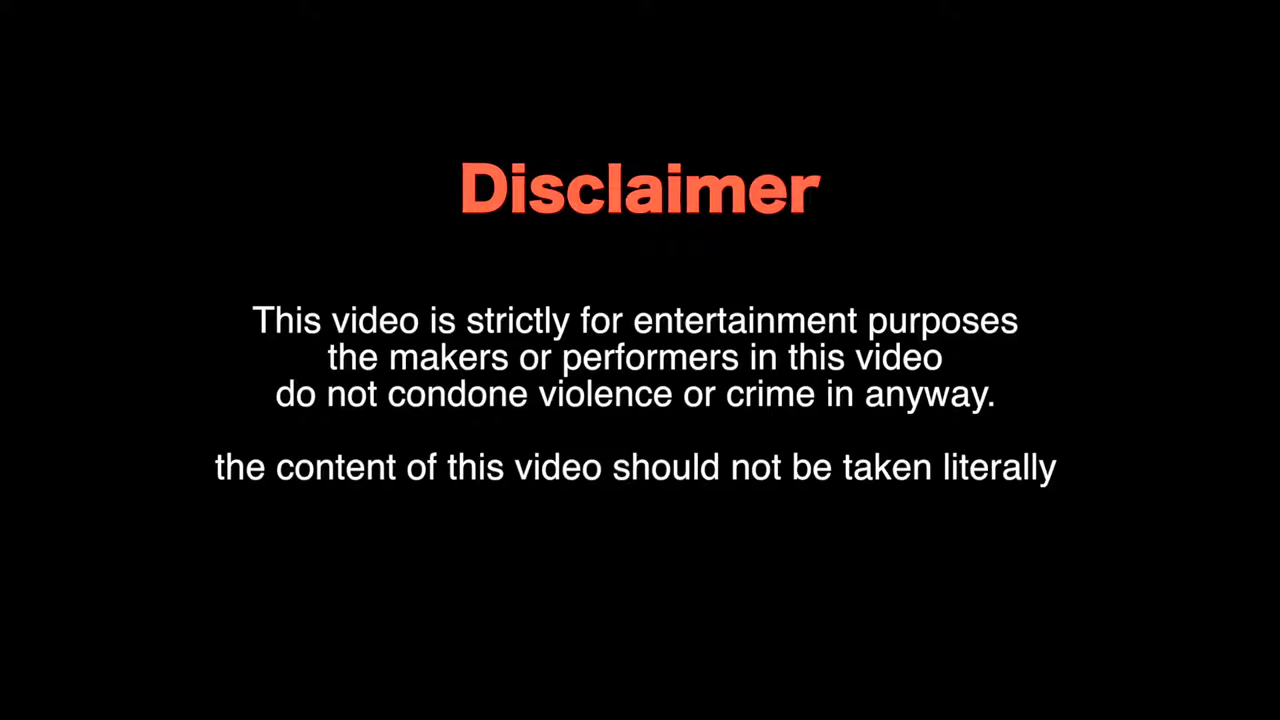 Disclaimer
This video is strictly for entertainment purposes
the makers or performers in this video
do not condone violence or crime in anyway.
the content of this video should not be taken literally